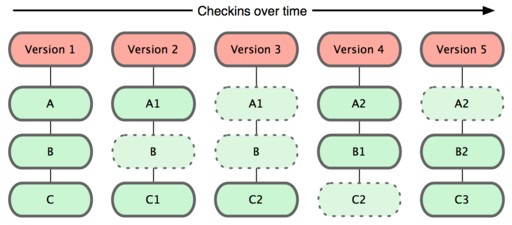 Checkins over time
Version 1 Version 2 Version 3 Version 4 Version 5
A A1 A1 A2 A2
B B B B1 B2
C C1 C2 C2 C3